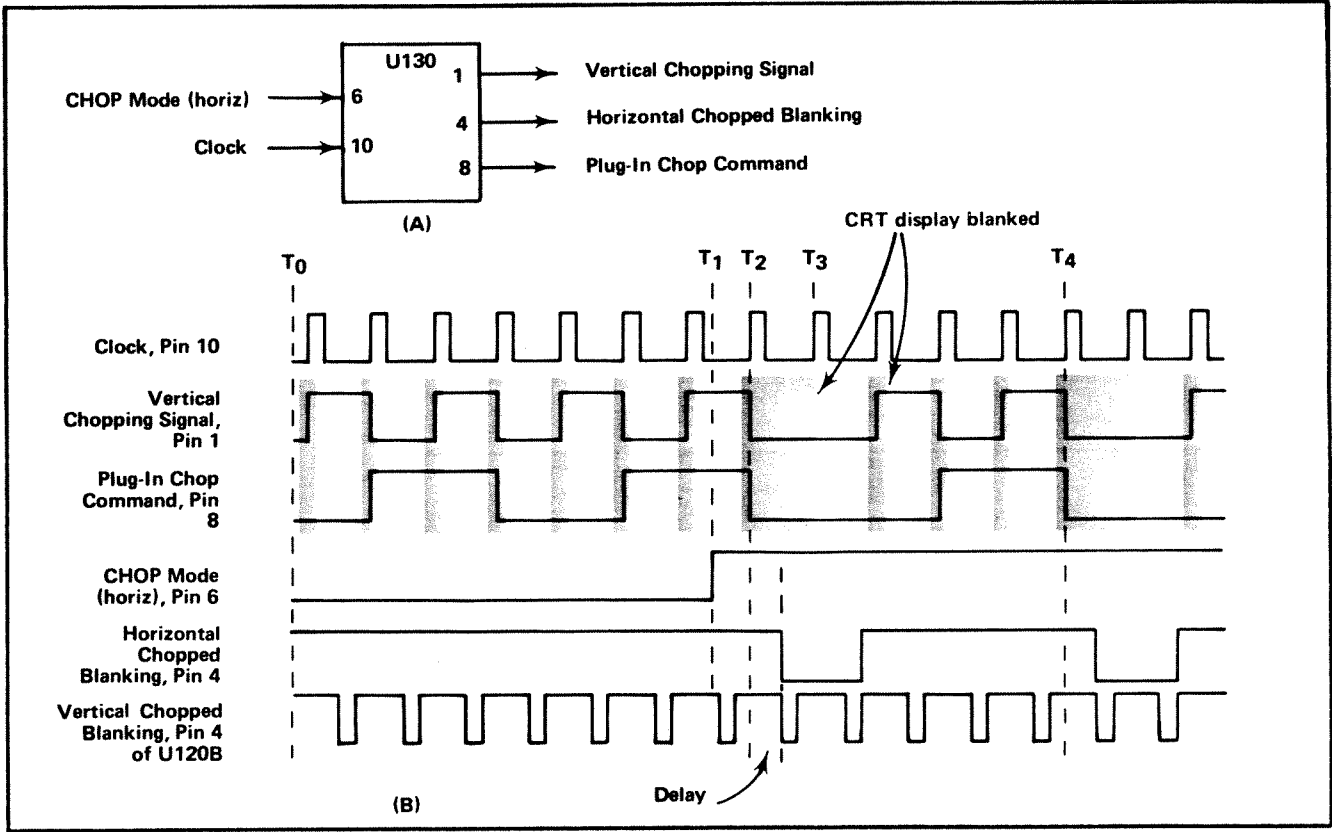 U130
1
Vertical Chopping Signal
CHOP Mode (horiz)
6
4
Horizontal Chopped Blanking
Clock
10
8
Plug-In Chop Command
(A)
CRT display blanked
T0
T1
T2
T3
T4
Clock, Pin 10
Vertical
Chopping Signal,
Pin 1
Plug-In Chop
Command, Pin
8
CHOP Mode
(horiz), Pin 6
Horizontal
Chopped
Blanking, Pin 4
Vertical Chopped
Blanking, Pin 4
of U120B
Delay
(B)